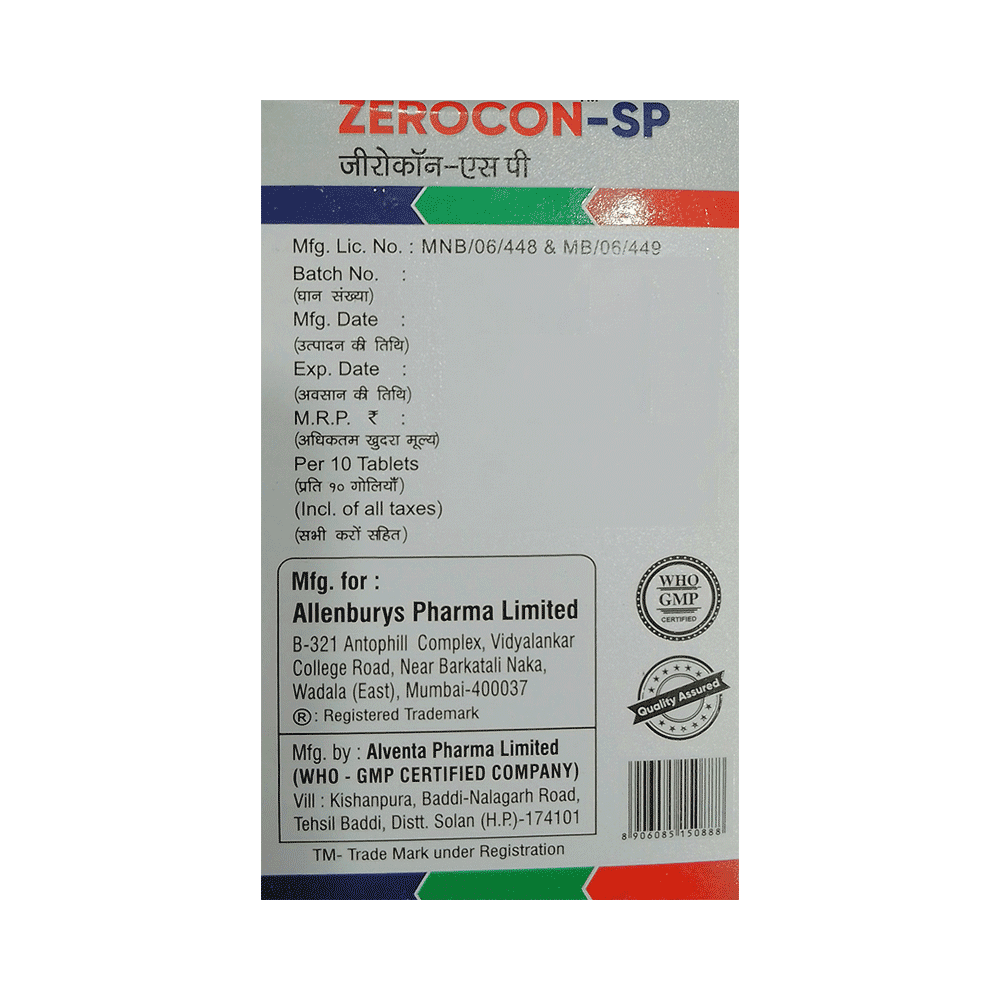 ZEROCON™-SP
जीरोकॉन-एस पी
Mfg. Lic. No. : MNB/06/448 & MB/06/449
Batch No. :
(घान संख्या)
Mfg. Date :
(उत्पादन की तिथि)
Exp. Date :
(अवसान की तिथि)
M.R.P. ₹ :
(अधिकतम खुदरा मूल्य)
Per 10 Tablets
(प्रति १० गोलियाँ)
(Incl. of all taxes)
(सभी करों सहित)
Mfg. for :
Allenburys Pharma Limited
B-321 Antophill Complex, Vidyalankar
College Road, Near Barkatali Naka,
Wadala (East), Mumbai-400037
® : Registered Trademark
Mfg. by : Alventa Pharma Limited
(WHO - GMP CERTIFIED COMPANY)
Vill : Kishanpura, Baddi-Nalagarh Road,
Tehsil Baddi, Distt. Solan (H.P.)-174101
TM- Trade Mark under Registration
WHO
GMP
CERTIFIED
Quality Assured
8 906085 150888